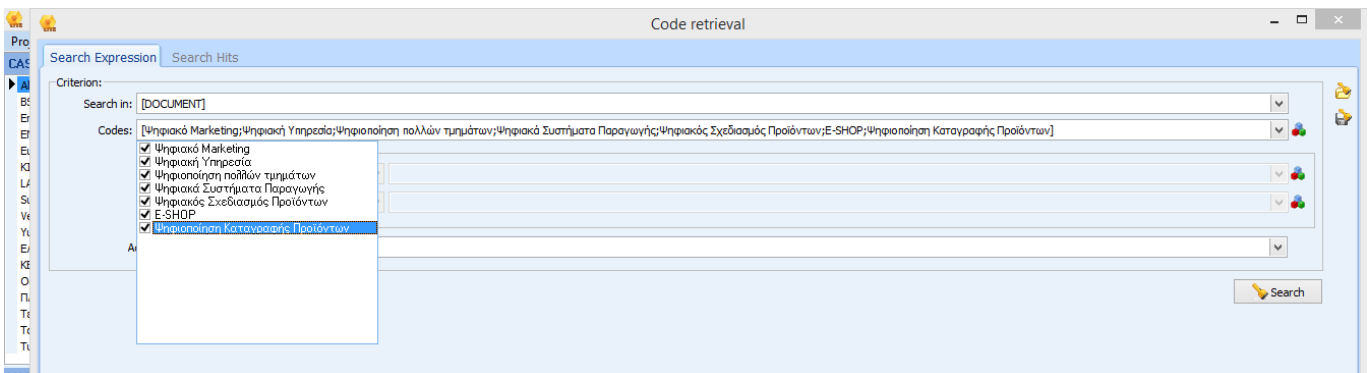 Code retrieval
Pro
CAS
Search Expression Search Hits
Criterion:
Search in: [DOCUMENT]
Codes: [Ψηφιακό Marketing;Ψηφιακή Υπηρεσία;Ψηφιοποίηση πολλών τμημάτων;Ψηφιακά Συστήματα Παραγωγής;Ψηφιακός Σχεδιασμός Προϊόντων;E-SHOP;Ψηφιοποίηση Καταγραφής Προϊόντων]
Ψηφιακό Marketing
Ψηφιακή Υπηρεσία
Ψηφιοποίηση πολλών τμημάτων
Ψηφιακά Συστήματα Παραγωγής
Ψηφιακός Σχεδιασμός Προϊόντων
E-SHOP
Ψηφιοποίηση Καταγραφής Προϊόντων
Search